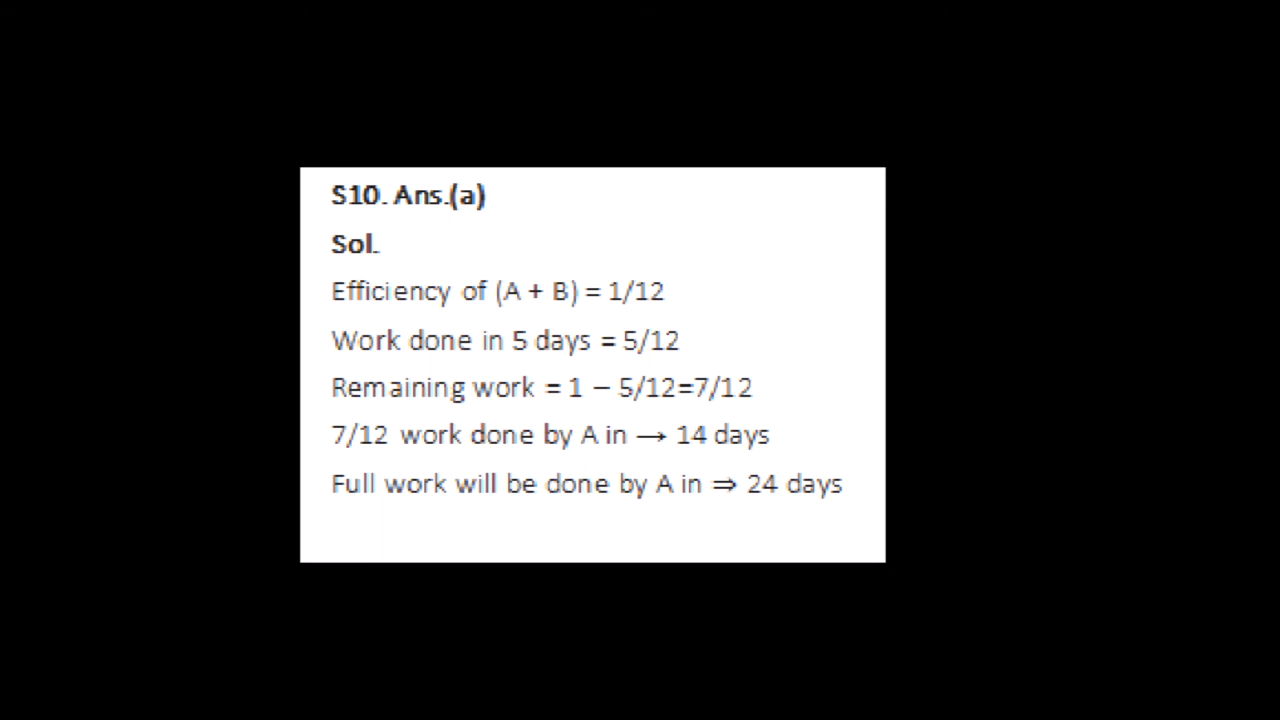 S10. Ans.(a)
Sol.
Efficiency of (A + B) = 1/12
Work done in 5 days = 5/12
Remaining work = 1 − 5/12=7/12
7/12 work done by A in → 14 days
Full work will be done by A in ⇒ 24 days